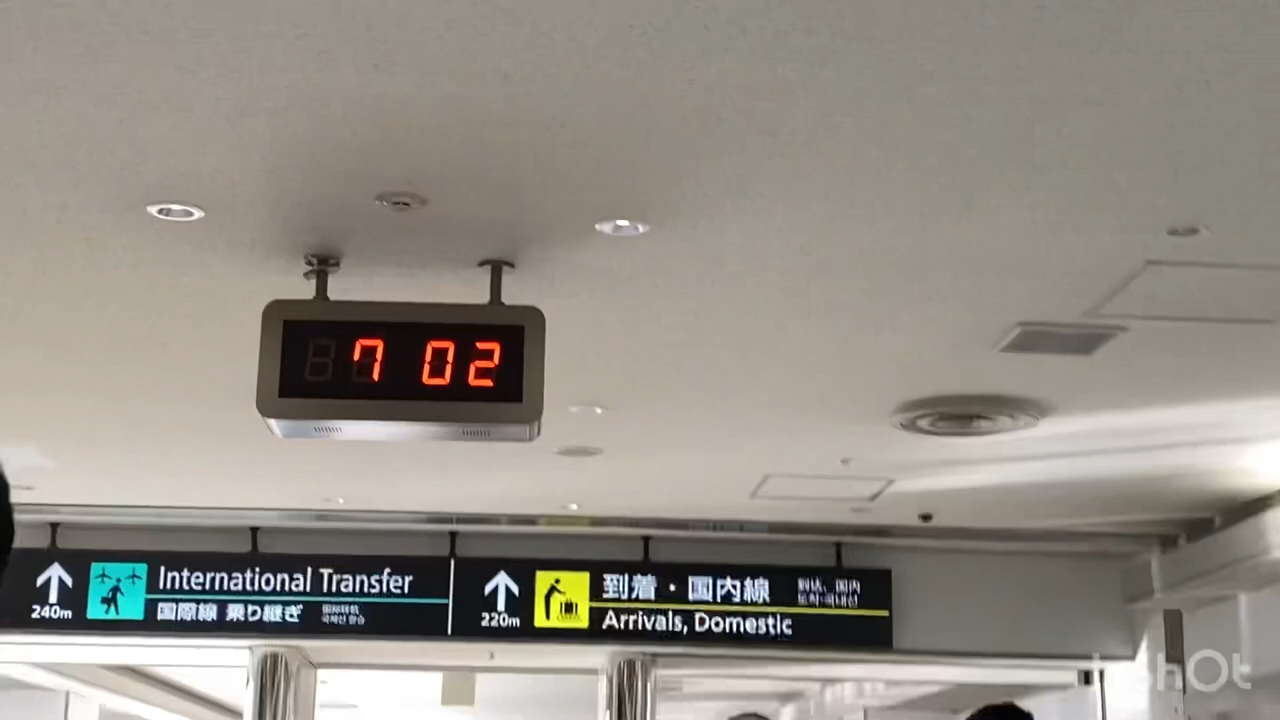 7 02
International Transfer
国際線 乗り継ぎ
240m
到着・国内線
Arrivals, Domestic
220m